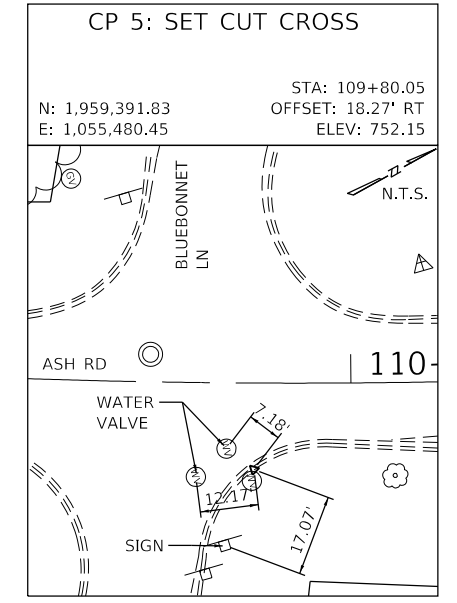 CP 5: SET CUT CROSS
STA: 109+80.05
N: 1,959,391.83
OFFSET: 18.27' RT
E: 1,055,480.45
ELEV: 752.15
BLUEBONNET
LN
N.T.S.
ASH RD
110
WATER
VALVE
7.18'
12.17'
17.07'
SIGN